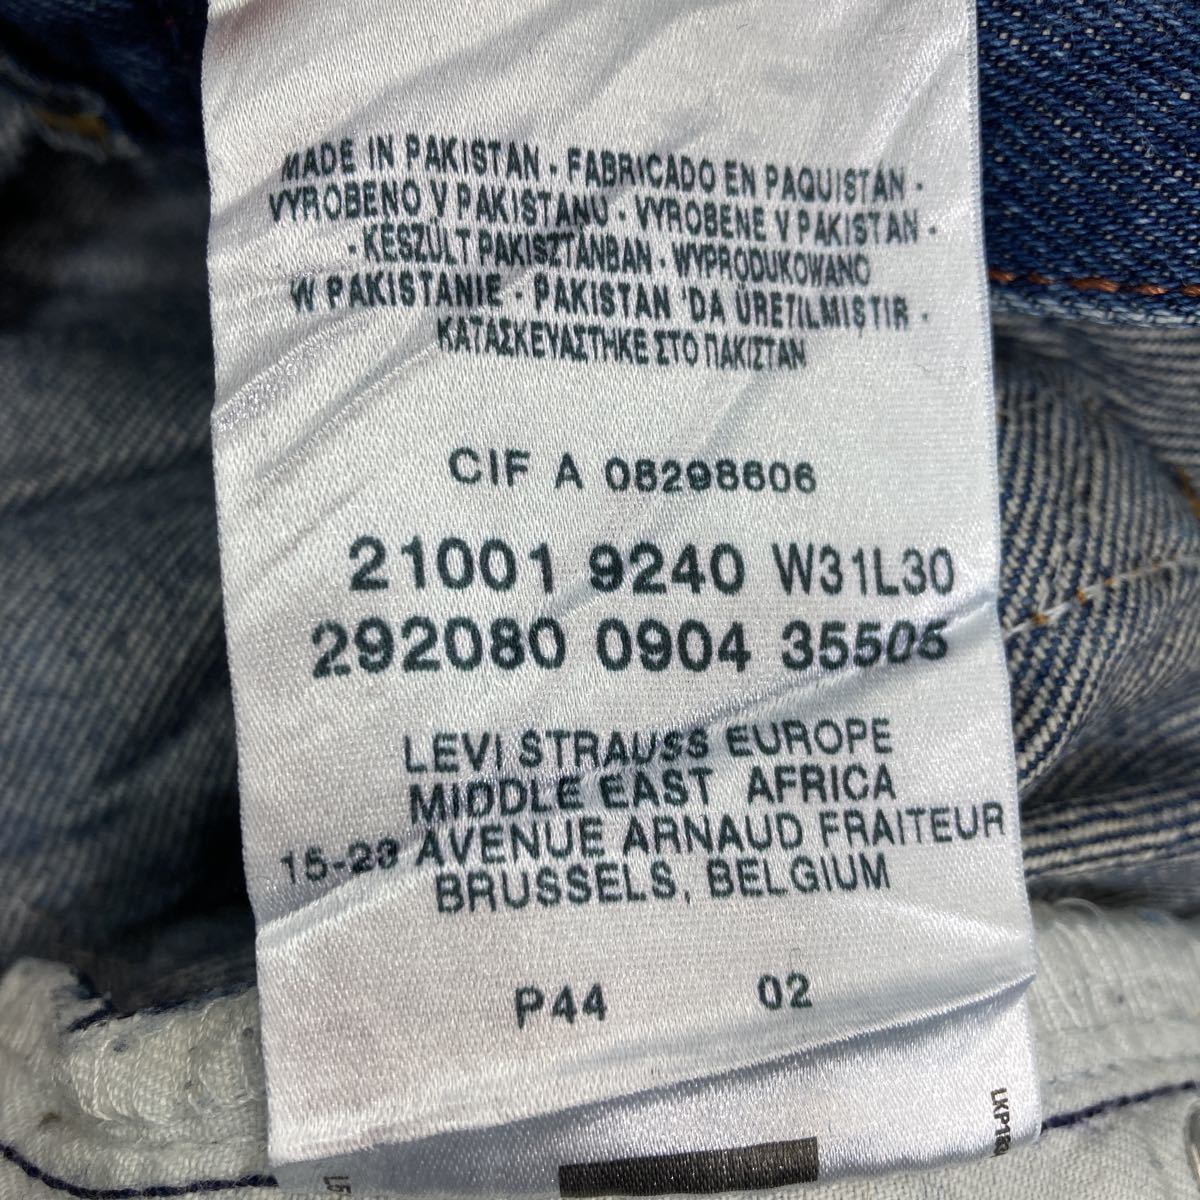 MADE IN PAKISTAN - FABRICADO EN PAQUISTÁN -
VYROBENO V PAKISTANU - VYROBENE V PAKISTAN -
- KESZULT PAKISZTÁNBAN - WYPRODUKOWANO
W PAKISTANIE - PAKISTAN 'DA ÜRETILMIŞTIR -
ΚΑΤΑΣΚΕΥΑΣΤΗΚΕ ΣΤΟ ΠΑΚΙΣΤΑΝ
CIF A 08298606
21001 9240 W31L30
292080 0904 35505
LEVI STRAUSS EUROPE
MIDDLE EAST AFRICA
AVENUE ARNAUD FRAITEUR
BRUSSELS, BELGIUM
P44 02